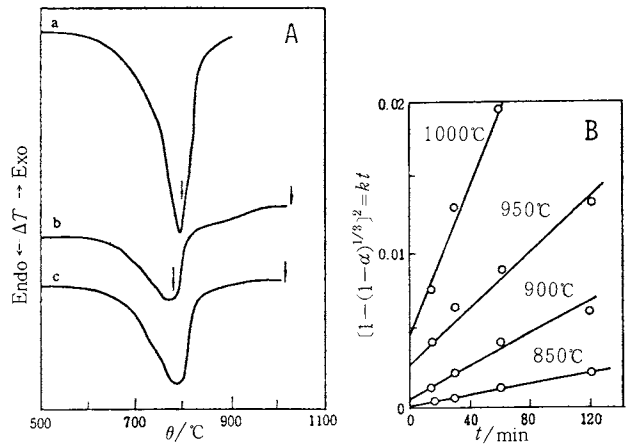 A
a
b
c
Endo ← ΔT → Exo
500
700
900
1100
θ/℃
B
0.02
0.01
0
1000℃
950℃
900℃
850℃
[1−(1−α)^{1/3}]^2=kt
0
40
80
120
t/min